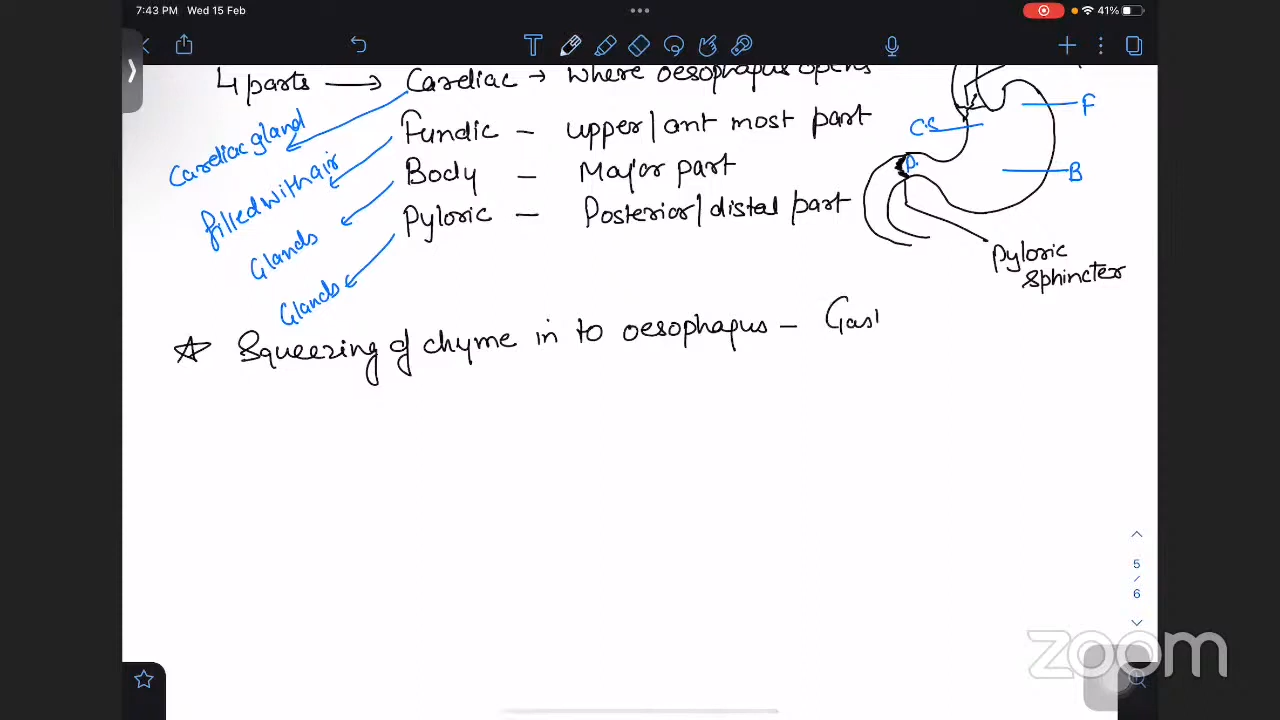 7:43 PM Wed 15 Feb
41%
4 parts → Cardiac → where oesophagus opens
Fundic - upper/ant most part
Body - Major part
Pyloric - Posterior/distal part
Cardiac gland
filled with air
Glands
Glands
F
C.S
P.
B
Pyloric
Sphincter
☆ Squeezing of chyme in to oesophagus - Gast
5
/
6
zoom